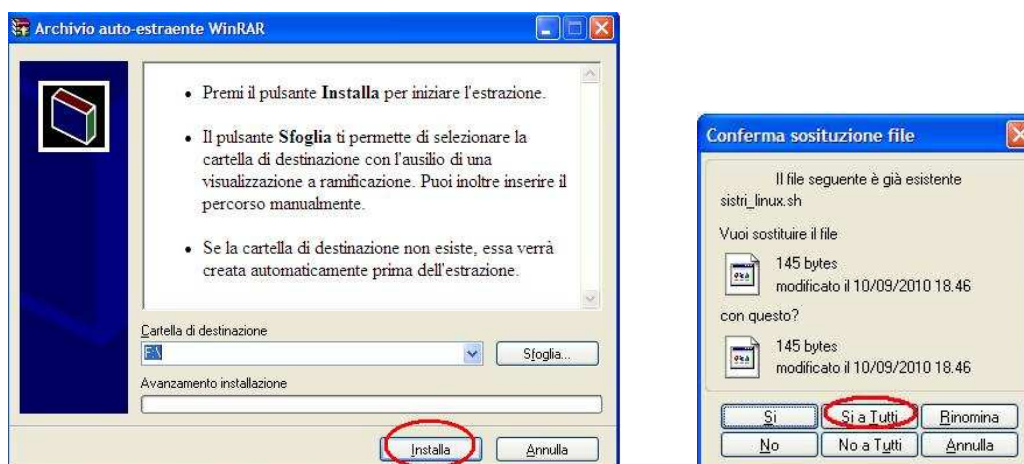 Archivio auto-estraente WinRAR
• Premi il pulsante Installa per iniziare l'estrazione.
• Il pulsante Sfoglia ti permette di selezionare la
cartella di destinazione con l'ausilio di una
visualizzazione a ramificazione. Puoi inoltre inserire il
percorso manualmente.
• Se la cartella di destinazione non esiste, essa verrà
creata automaticamente prima dell'estrazione.
Cartella di destinazione
F:\
Sfoglia...
Avanzamento installazione
Installa
Annulla
Conferma sosituzione file
Il file seguente è già esistente
sistri_linux.sh
Vuoi sostituire il file
145 bytes
modificato il 10/09/2010 18.46
con questo?
145 bytes
modificato il 10/09/2010 18.46
Sì
Sì a Tutti
Rinomina
No
No a Tutti
Annulla